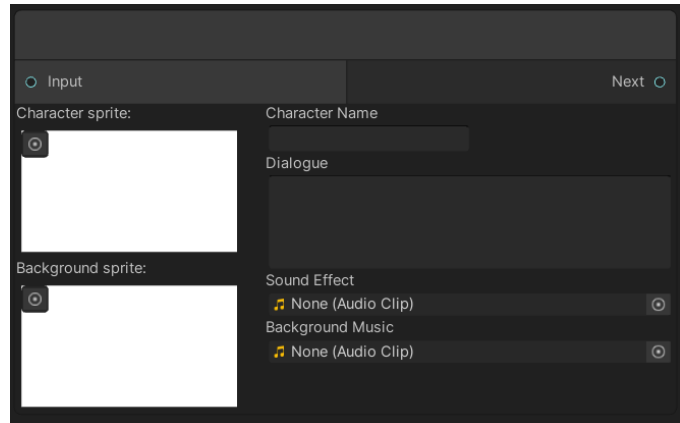 Input
Next
Character sprite:
Background sprite:
Character Name
Dialogue
Sound Effect
None (Audio Clip)
Background Music
None (Audio Clip)